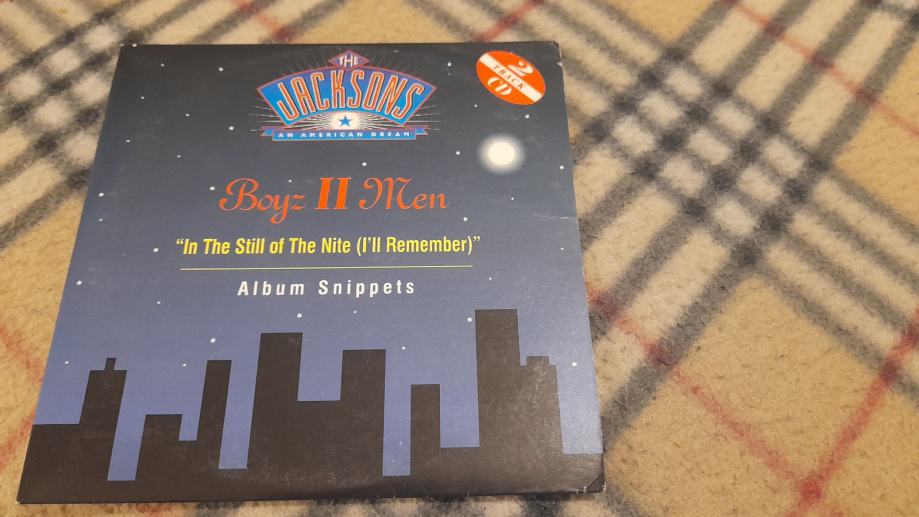 THE
JACKSONS
AN AMERICAN DREAM
2
TRACK
CD
Boyz II Men
“In The Still of The Nite (I’ll Remember)”
Album Snippets